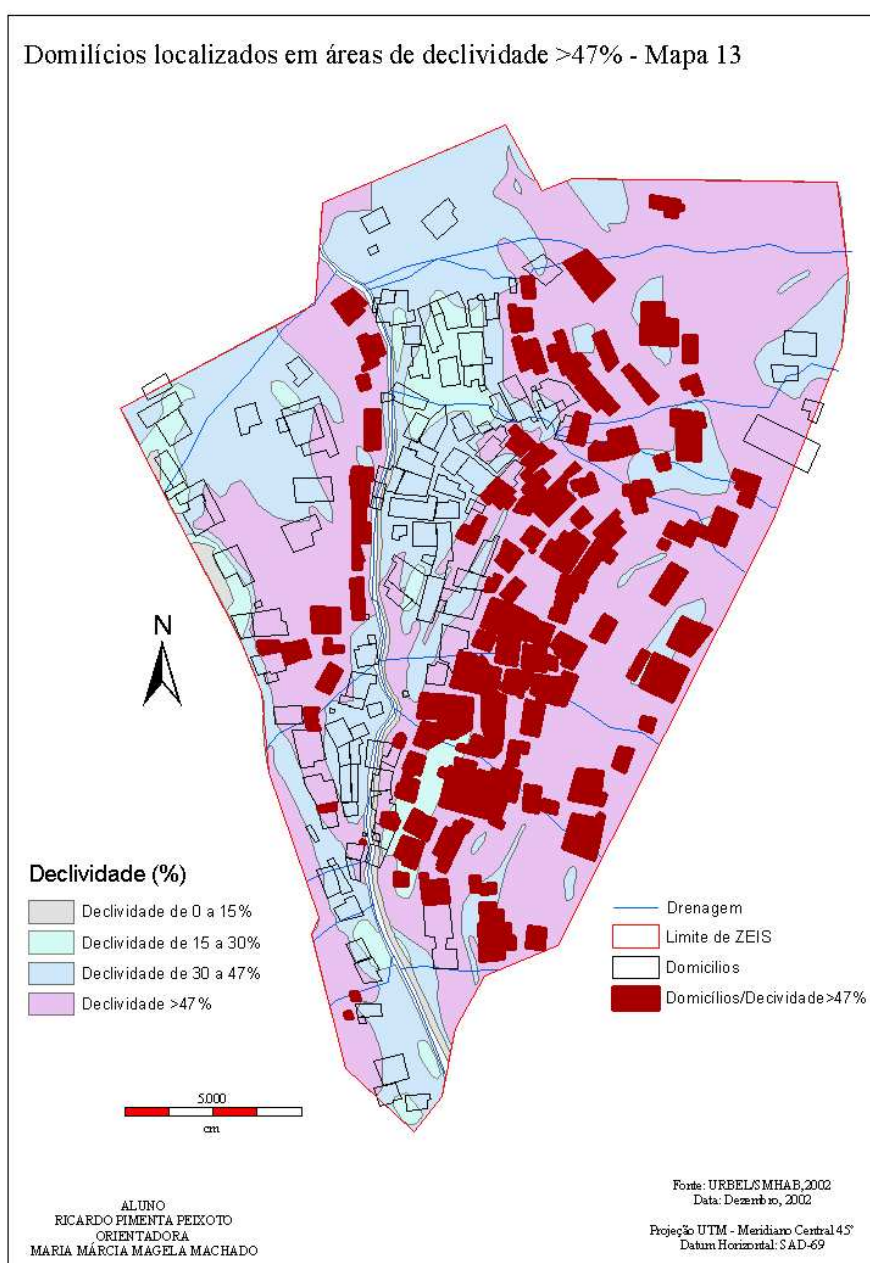 Domilícios localizados em áreas de declividade >47% - Mapa 13
N
Declividade (%)
Declividade de 0 a 15%
Declividade de 15 a 30%
Declividade de 30 a 47%
Declividade >47%
Drenagem
Limite de ZEIS
Domicílios
Domicílios/Decividade>47%
5.000
cm
ALUNO
RICARDO PIMENTA PEIXOTO
ORIENTADORA
MARIA MÁRCIA MAGELA MACHADO
Fonte: URBEL/SMHAB,2002
Data: Dezembro, 2002
Projeção UTM - Meridiano Central 45°
Datum Horizontal: SAD-69